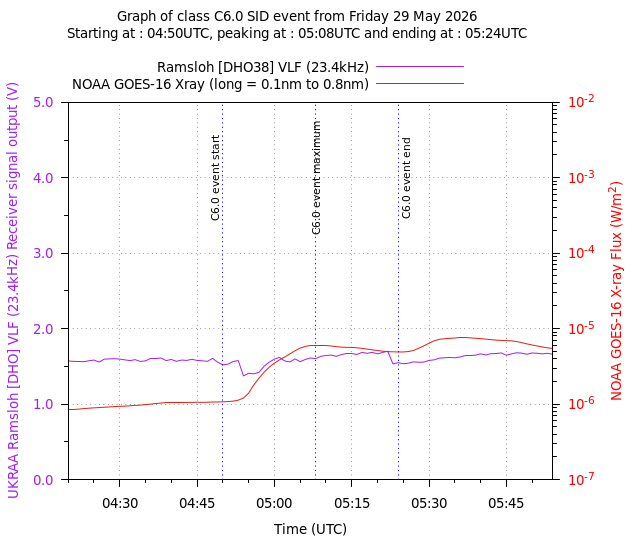 Graph of class C6.0 SID event from Friday 29 May 2026
Starting at : 04:50UTC, peaking at : 05:08UTC and ending at : 05:24UTC
Ramsloh [DHO38] VLF (23.4kHz)
NOAA GOES-16 Xray (long = 0.1nm to 0.8nm)
UKRAA Ramsloh [DHO] VLF (23.4kHz) Receiver signal output (V)
5.0
4.0
3.0
2.0
1.0
0.0
C6.0 event start
C6.0 event maximum
C6.0 event end
10^-2
10^-3
10^-4
10^-5
10^-6
10^-7
NOAA GOES-16 X-ray Flux (W/m²)
04:30 04:45 05:00 05:15 05:30 05:45
Time (UTC)